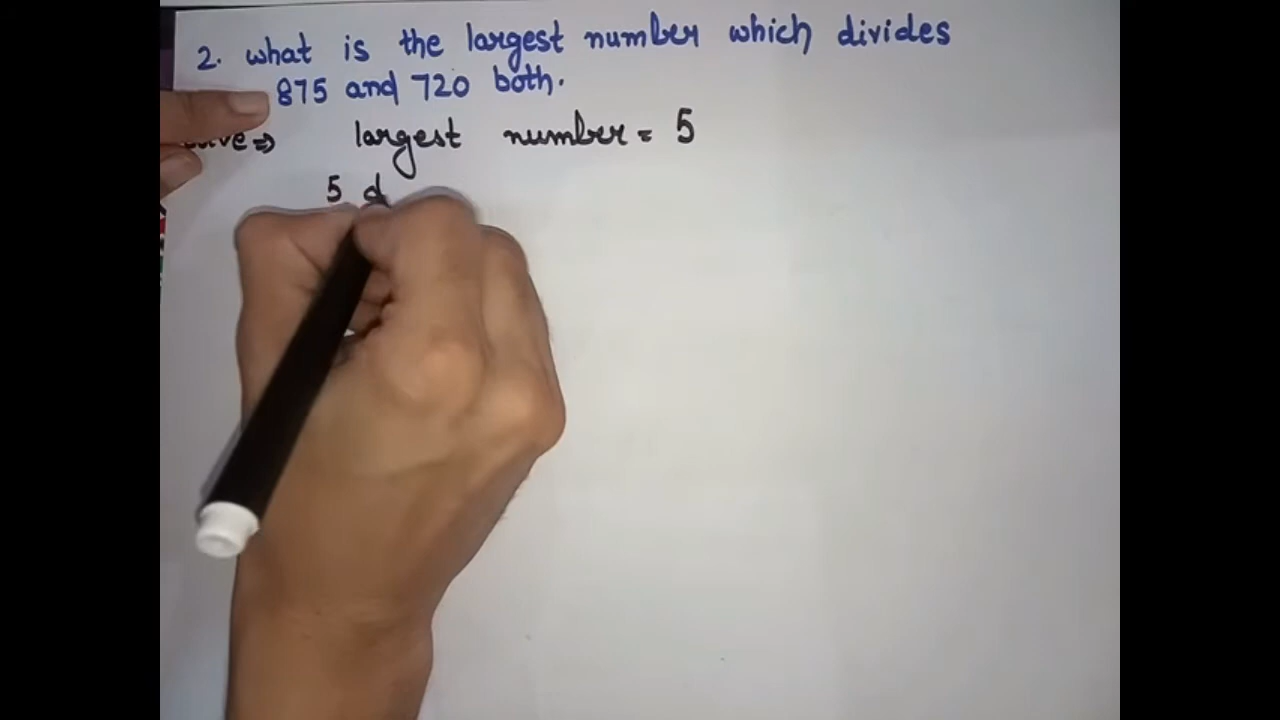 2. what is the largest number which divides
875 and 720 both.
⇒ largest number = 5
5 d